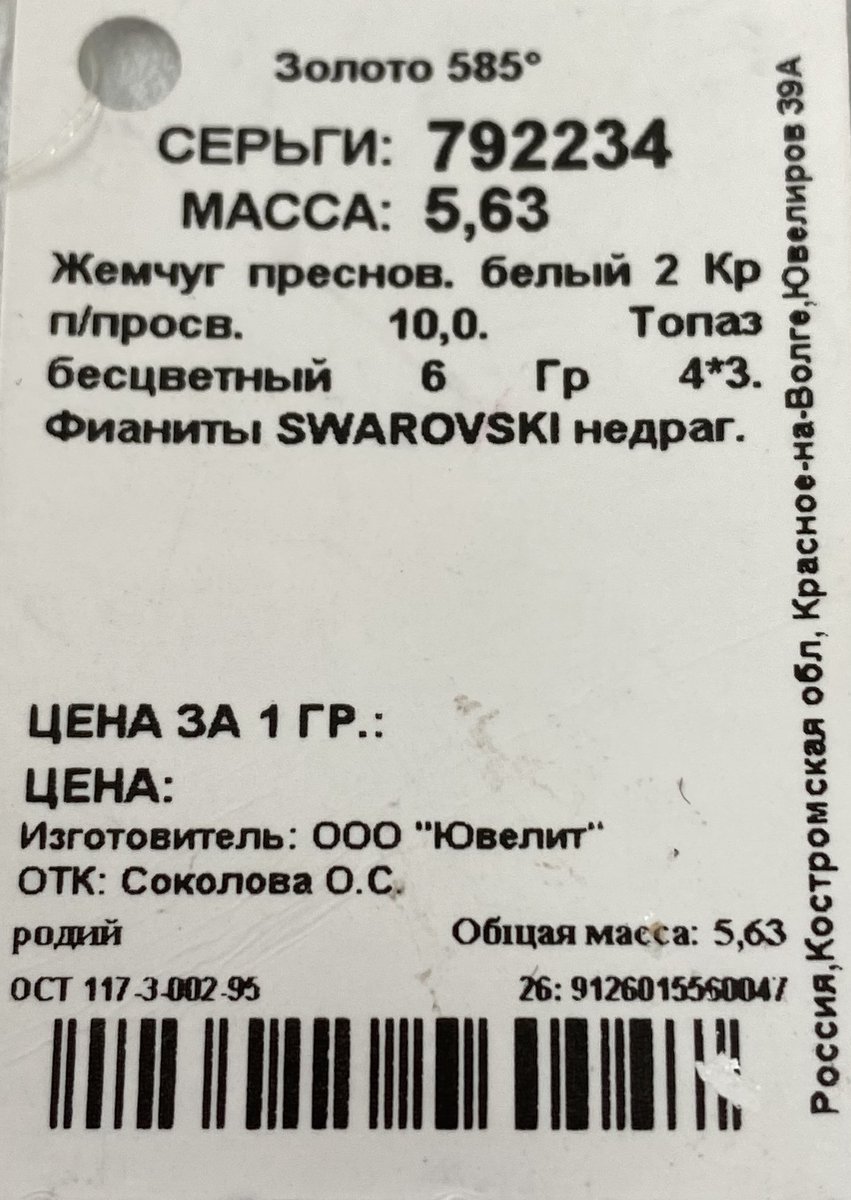 Золото 585°
СЕРЬГИ: 792234
МАССА: 5,63
Жемчуг преснов. белый 2 Кр
п/просв. 10,0. Топаз
бесцветный 6 Гр 4*3.
Фианиты SWAROVSKI недраг.
ЦЕНА ЗА 1 ГР.:
ЦЕНА:
Изготовитель: ООО "Ювелит"
ОТК: Соколова О.С.
родий Общая масса: 5,63
ОСТ 117-3-002-95 26: 9126015560047
Россия,Костромская обл, Красное-на-Волге,Ювелиров 39А